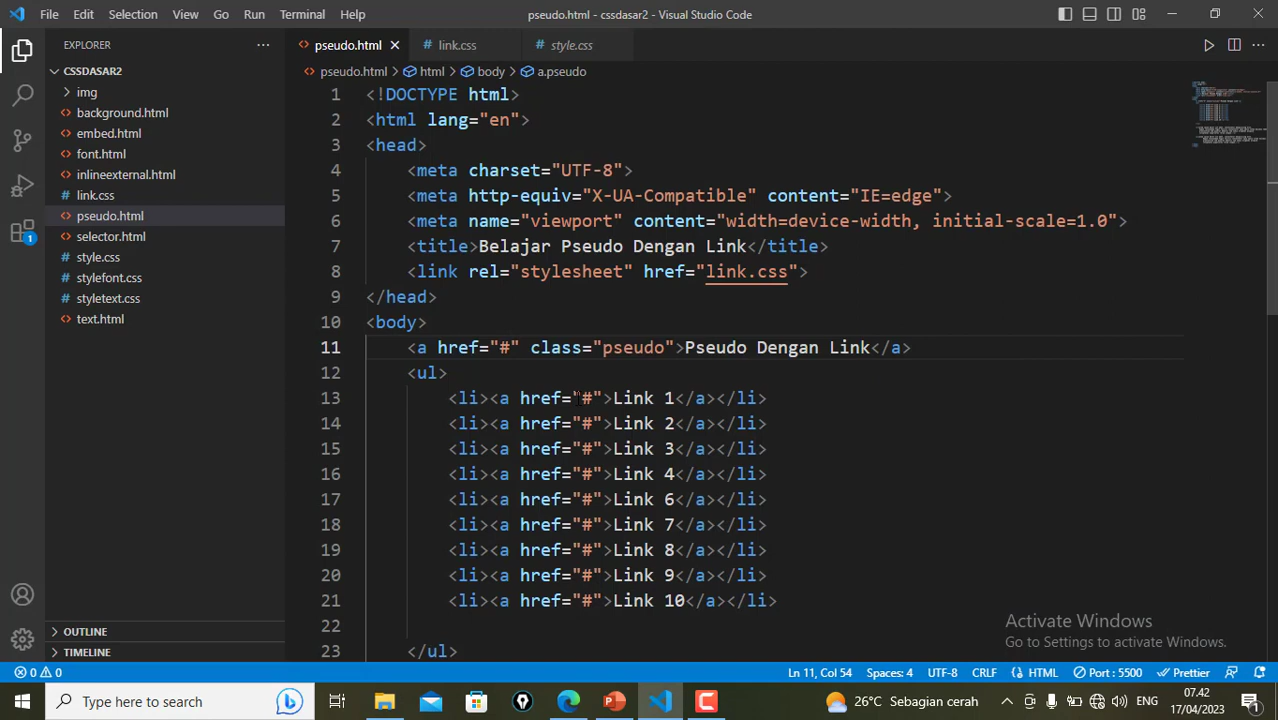 File Edit Selection View Go Run Terminal Help
pseudo.html - cssdasar2 - Visual Studio Code
EXPLORER
CSSDASAR2
img
background.html
embed.html
font.html
inlineexternal.html
link.css
pseudo.html
selector.html
style.css
stylefont.css
styletext.css
text.html
OUTLINE
TIMELINE
pseudo.html link.css style.css
pseudo.html html body a.pseudo
1 <!DOCTYPE html>
2 <html lang="en">
3 <head>
4 <meta charset="UTF-8">
5 <meta http-equiv="X-UA-Compatible" content="IE=edge">
6 <meta name="viewport" content="width=device-width, initial-scale=1.0">
7 <title>Belajar Pseudo Dengan Link</title>
8 <link rel="stylesheet" href="link.css">
9 </head>
10 <body>
11 <a href="#" class="pseudo">Pseudo Dengan Link</a>
12 <ul>
13 <li><a href="#">Link 1</a></li>
14 <li><a href="#">Link 2</a></li>
15 <li><a href="#">Link 3</a></li>
16 <li><a href="#">Link 4</a></li>
17 <li><a href="#">Link 6</a></li>
18 <li><a href="#">Link 7</a></li>
19 <li><a href="#">Link 8</a></li>
20 <li><a href="#">Link 9</a></li>
21 <li><a href="#">Link 10</a></li>
22
23 </ul>
Activate Windows
Go to Settings to activate Windows.
1
0 0
Ln 11, Col 54 Spaces: 4 UTF-8 CRLF HTML Port : 5500 Prettier
Type here to search
26°C Sebagian cerah
ENG
07.42
17/04/2023
1